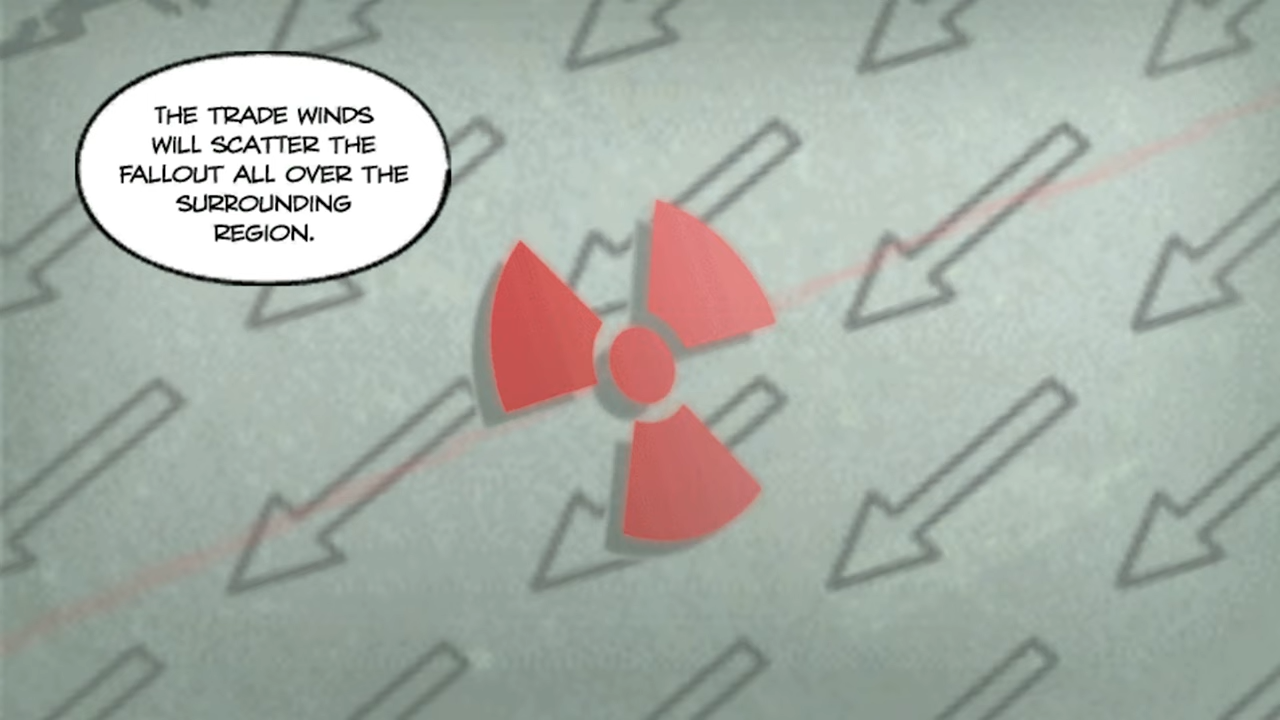 THE TRADE WINDS
WILL SCATTER THE
FALLOUT ALL OVER THE
SURROUNDING
REGION.